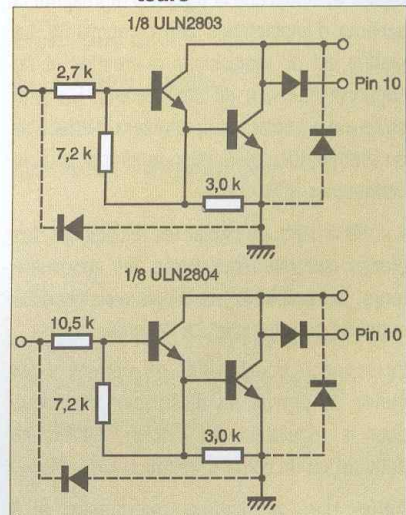 teurs
1/8 ULN2803
2,7 k
Pin 10
7,2 k
3,0 k
1/8 ULN2804
10,5 k
Pin 10
7,2 k
3,0 k